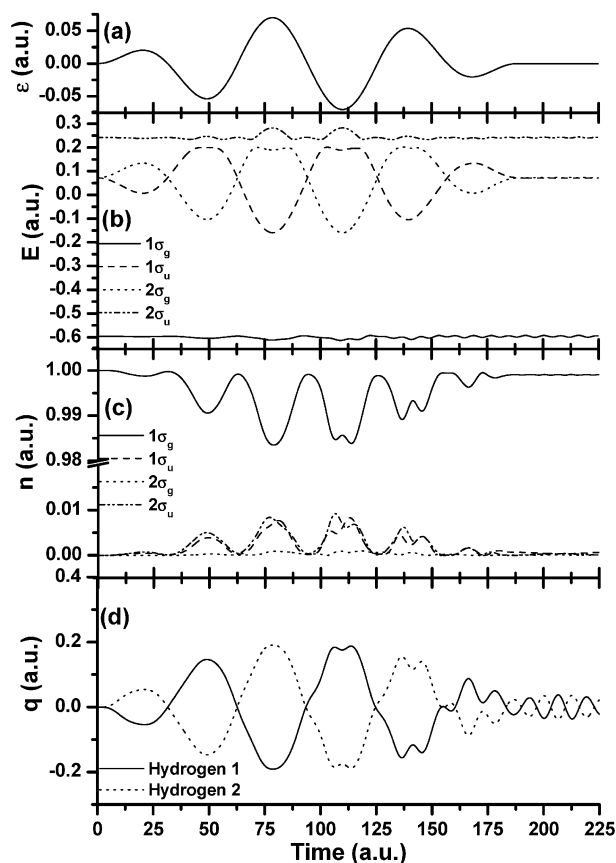 (a)
ε (a.u.)
0.05
0.00
-0.05
(b)
E (a.u.)
0.3
0.2
0.1
0.0
-0.1
-0.2
-0.3
-0.4
-0.5
-0.6
1σg
1σu
2σg
2σu
(c)
n (a.u.)
1.00
0.99
0.98
0.01
0.00
1σg
1σu
2σg
2σu
(d)
q (a.u.)
0.4
0.2
0.0
-0.2
Hydrogen 1
Hydrogen 2
0 25 50 75 100 125 150 175 200 225
Time (a.u.)